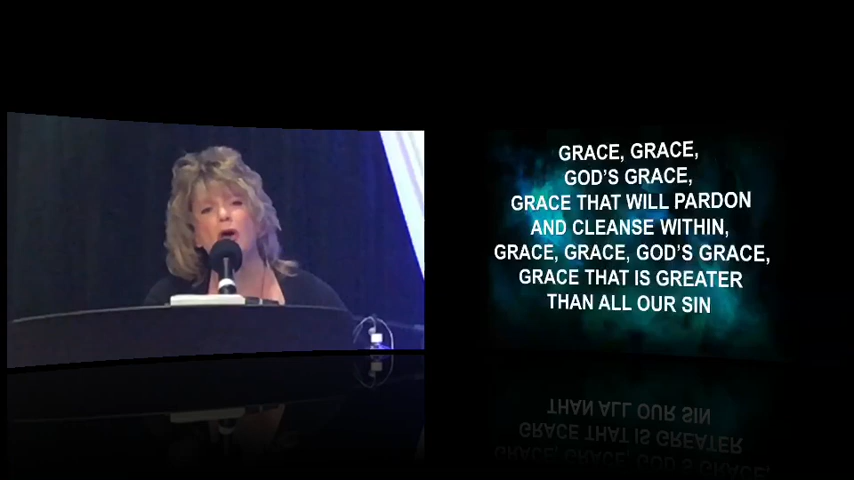 GRACE, GRACE,
GOD'S GRACE,
GRACE THAT WILL PARDON
AND CLEANSE WITHIN,
GRACE, GRACE, GOD'S GRACE,
GRACE THAT IS GREATER
THAN ALL OUR SIN